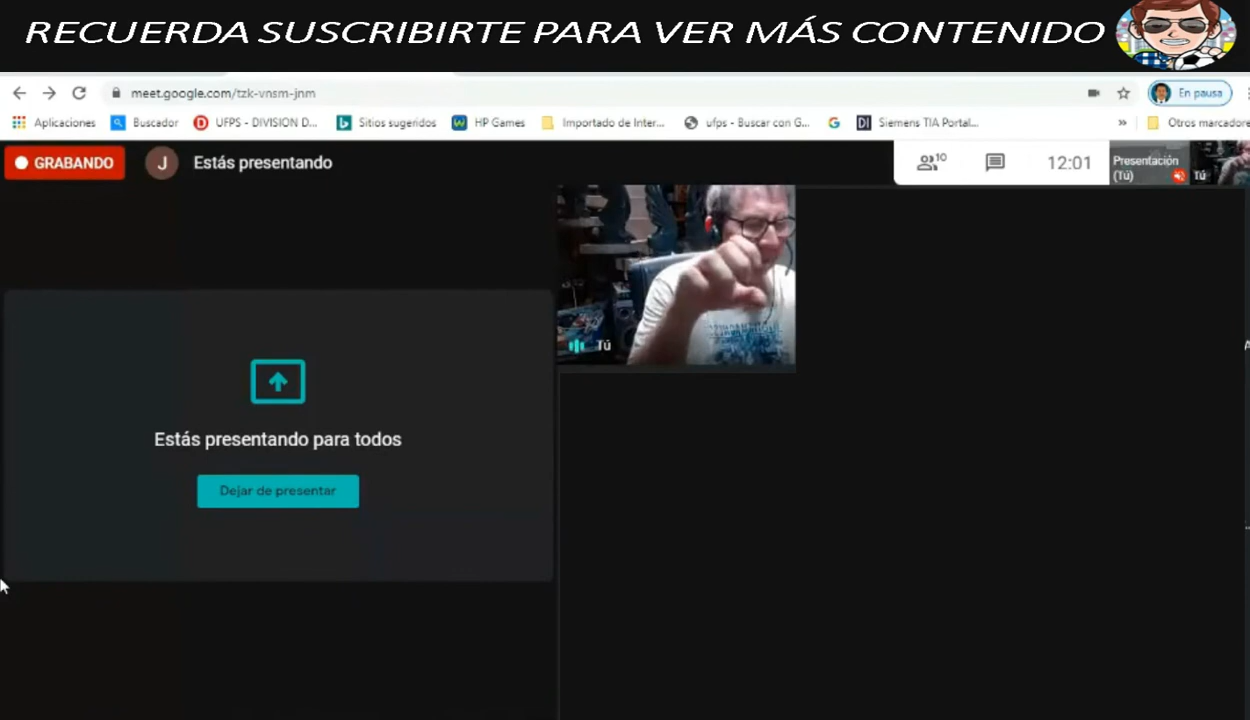 RECUERDA SUSCRIBIRTE PARA VER MÁS CONTENIDO
meet.google.com/tzk-vnsm-jnm
En pausa
Aplicaciones
Buscador
UFPS - DIVISION D...
Sitios sugeridos
HP Games
Importado de Inter...
ufps - Buscar con G...
Siemens TIA Portal...
»
Otros marcadore
GRABANDO
J
Estás presentando
10
12:01
Presentación
(Tú)
Tú
Tú
Estás presentando para todos
Dejar de presentar